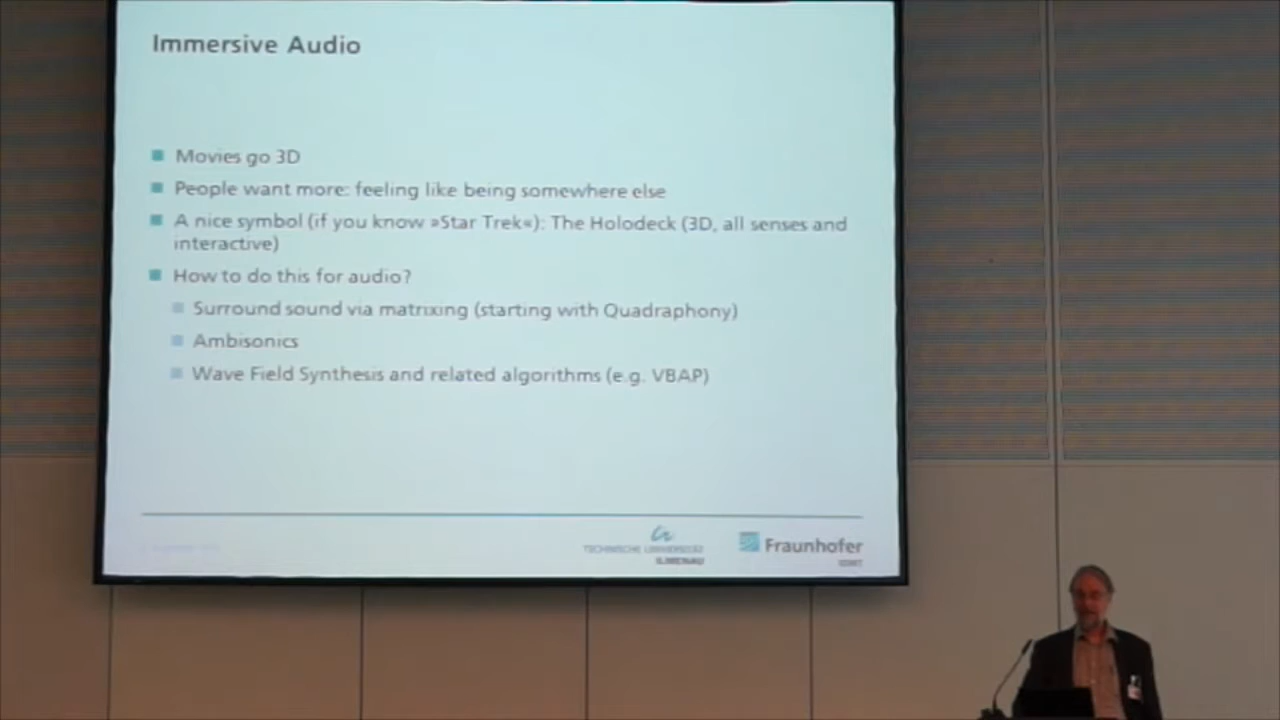 Immersive Audio
Movies go 3D
People want more: feeling like being somewhere else
A nice symbol (if you know »Star Trek«): The Holodeck (3D, all senses and
interactive)
How to do this for audio?
Surround sound via matrixing (starting with Quadraphony)
Ambisonics
Wave Field Synthesis and related algorithms (e.g. VBAP)
TECHNISCHE UNIVERSITÄT
ILMENAU
Fraunhofer
IDMT